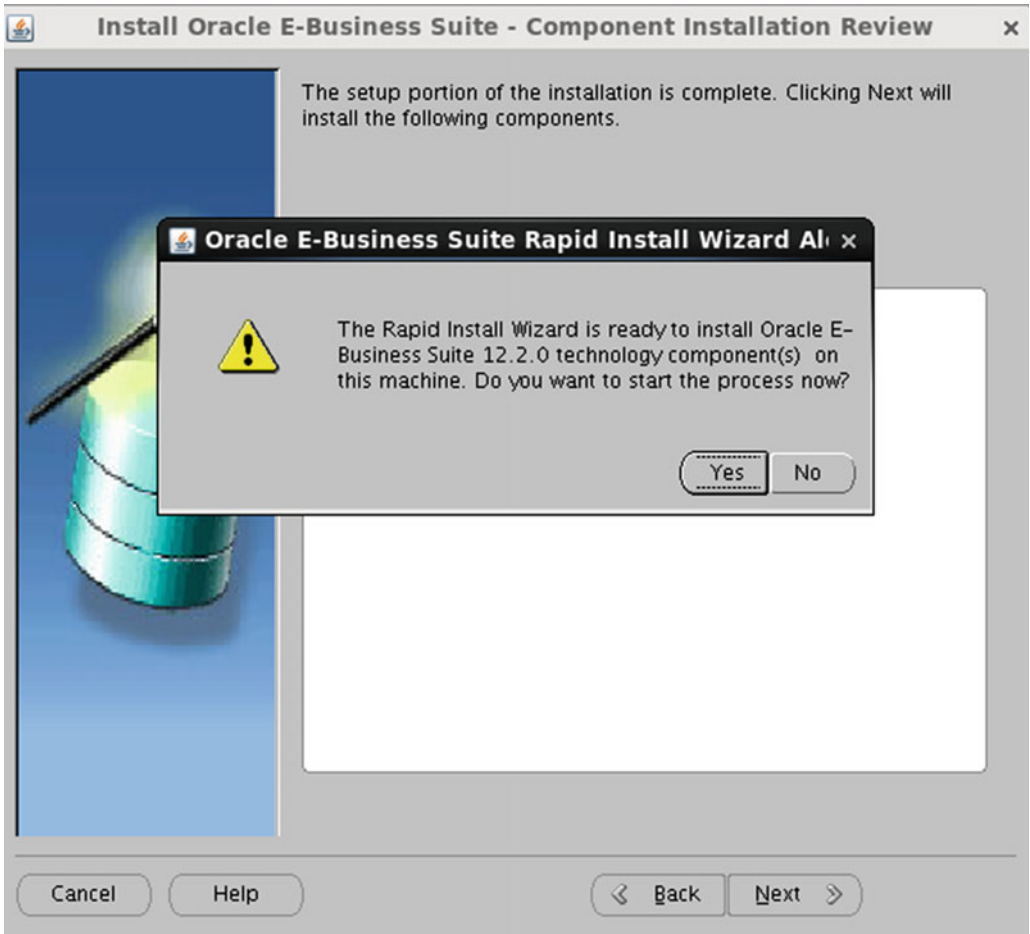 Install Oracle E-Business Suite - Component Installation Review
The setup portion of the installation is complete. Clicking Next will
install the following components.
Oracle E-Business Suite Rapid Install Wizard Al
The Rapid Install Wizard is ready to install Oracle E-
Business Suite 12.2.0 technology component(s) on
this machine. Do you want to start the process now?
Yes No
Cancel Help Back Next